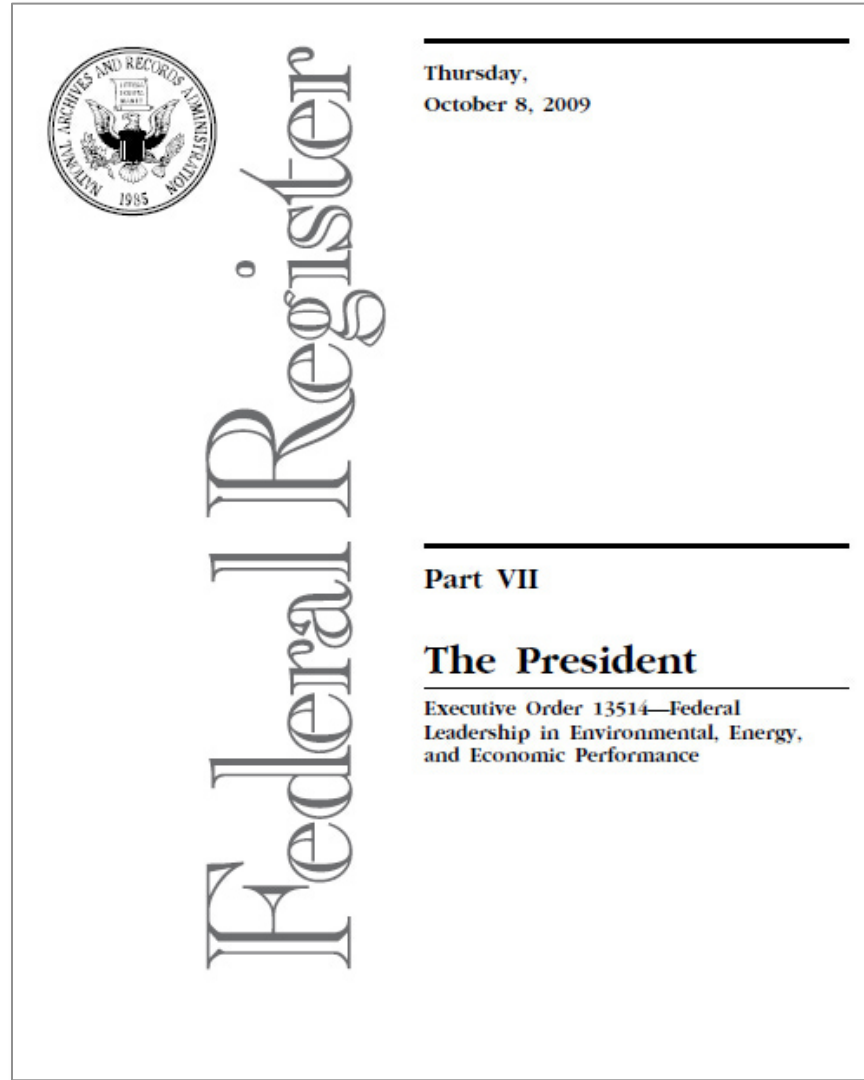 NATIONAL ARCHIVES AND RECORDS ADMINISTRATION
1985
Federal Register
Thursday,
October 8, 2009
Part VII
The President
Executive Order 13514—Federal
Leadership in Environmental, Energy,
and Economic Performance